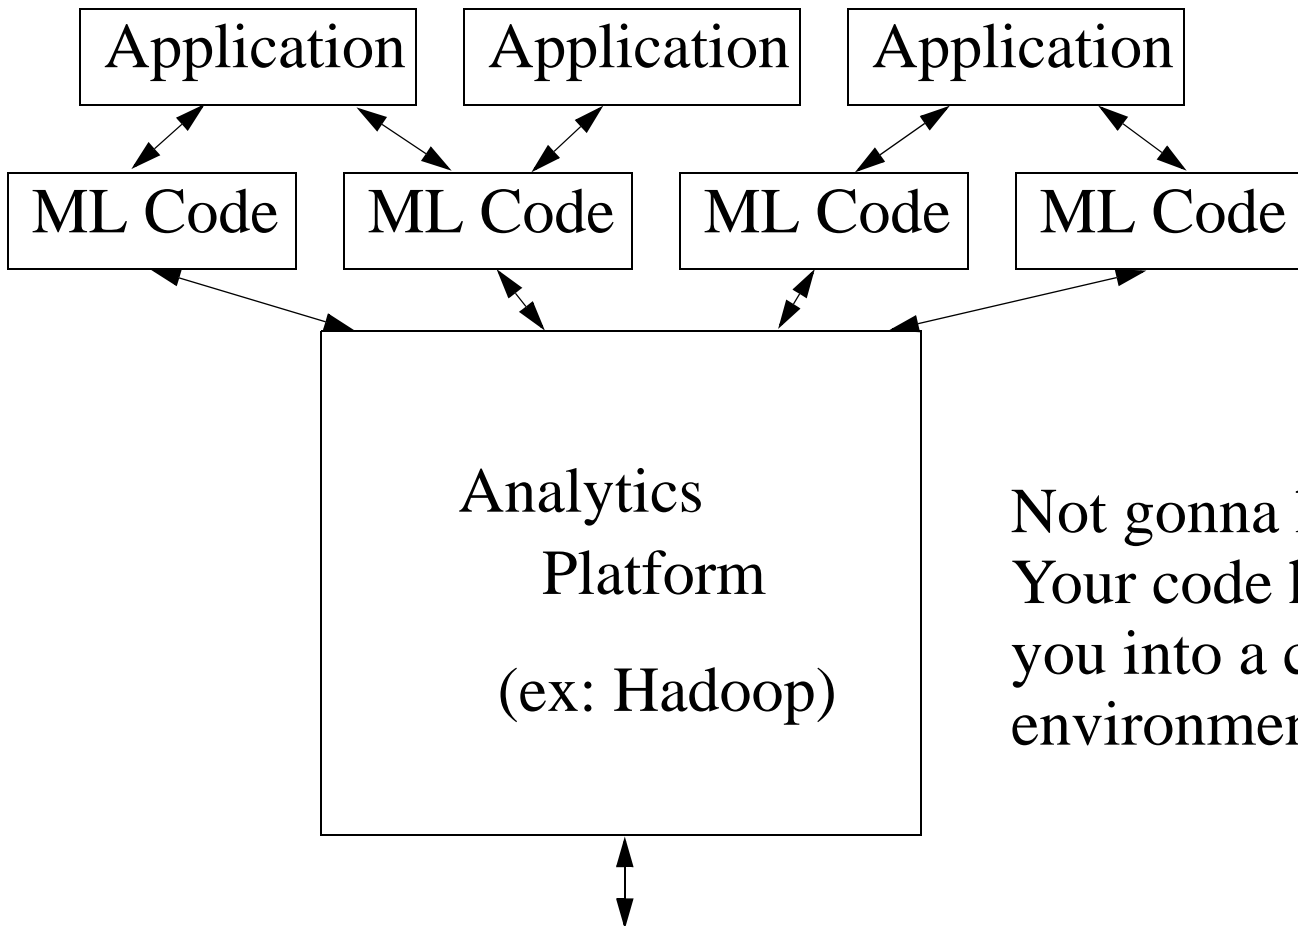 Application Application Application
ML Code ML Code ML Code ML Code
Analytics
Platform
(ex: Hadoop)
Not gonna
Your code
you into a